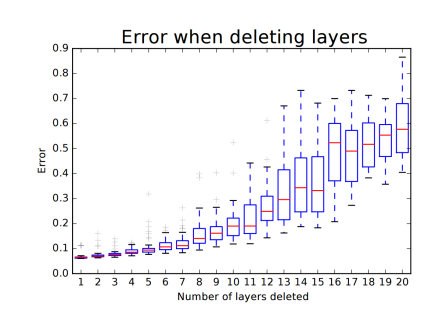 Error when deleting layers
0.9
0.8
0.7
0.6
0.5
0.4
0.3
0.2
0.1
0.0
Error
1 2 3 4 5 6 7 8 9 10 11 12 13 14 15 16 17 18 19 20
Number of layers deleted